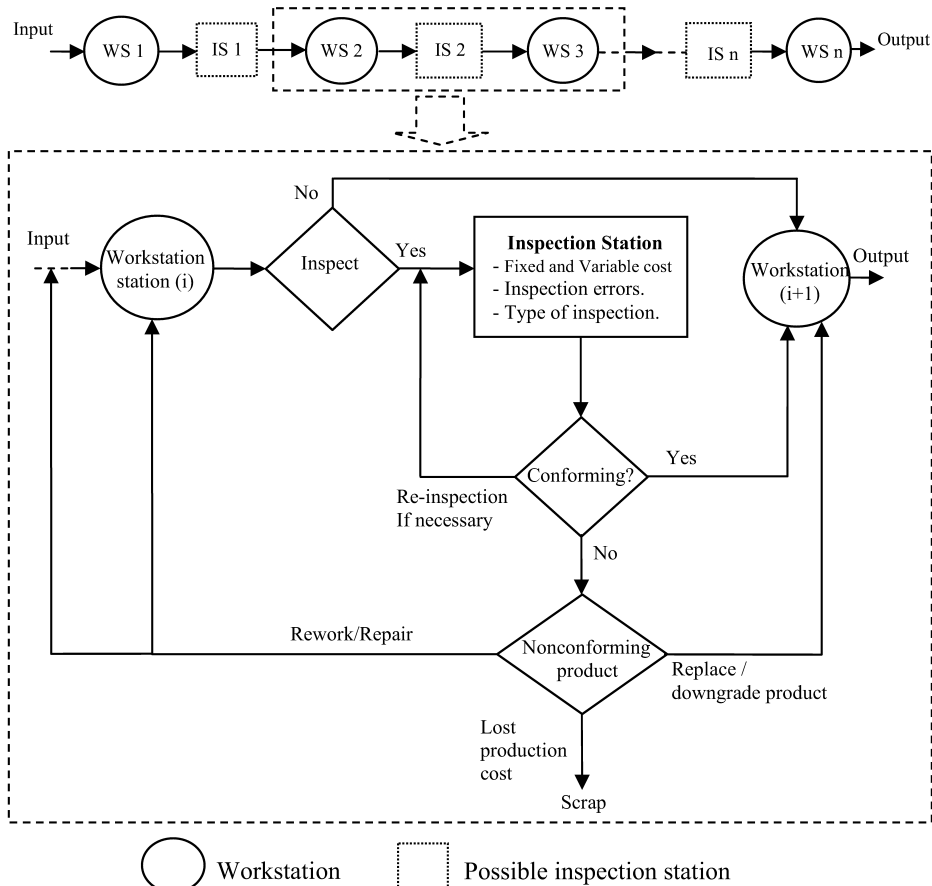 Input
WS 1
IS 1
WS 2
IS 2
WS 3
IS n
WS n
Output
No
Input
Workstation
station (i)
Inspect
Yes
Inspection Station
- Fixed and Variable cost
- Inspection errors.
- Type of inspection.
Workstation
(i+1)
Output
Conforming?
Yes
Re-inspection
If necessary
No
Rework/Repair
Nonconforming
product
Replace /
downgrade product
Lost
production
cost
Scrap
Workstation
Possible inspection station